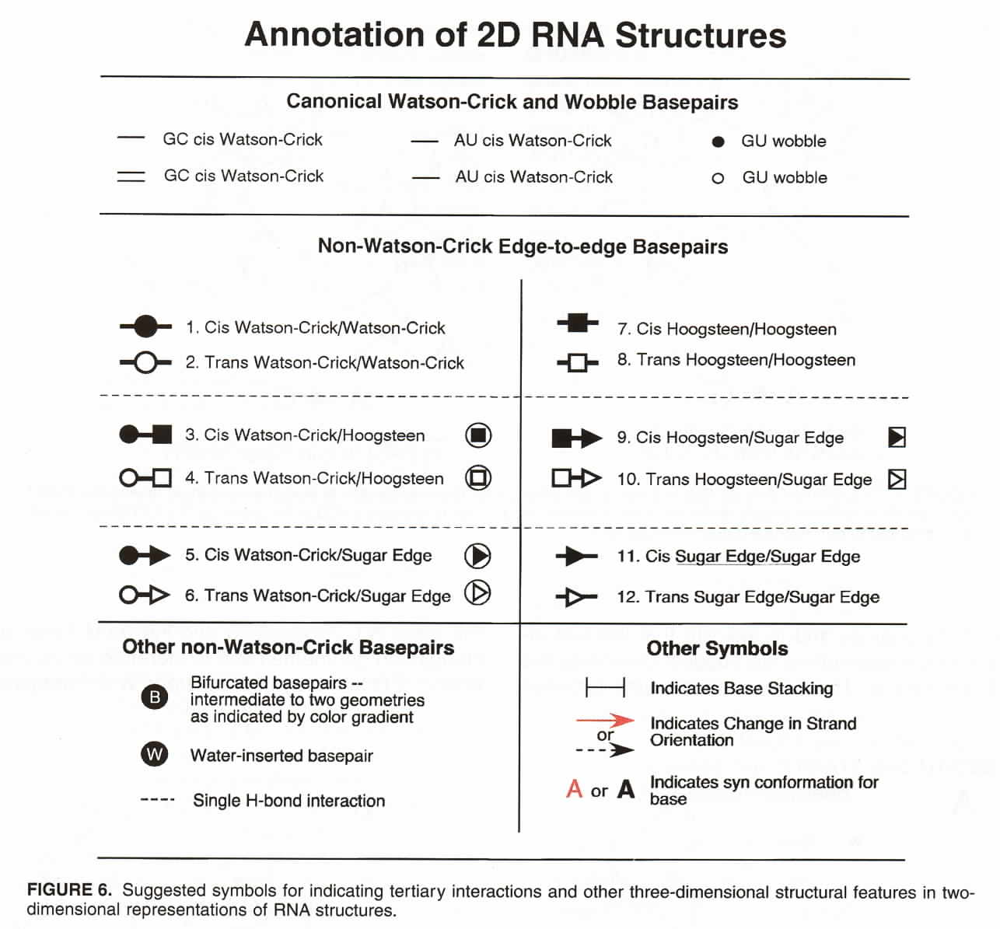 Annotation of 2D RNA Structures
Canonical Watson-Crick and Wobble Basepairs
GC cis Watson-Crick
AU cis Watson-Crick
GU wobble
GC cis Watson-Crick
AU cis Watson-Crick
GU wobble
Non-Watson-Crick Edge-to-edge Basepairs
1. Cis Watson-Crick/Watson-Crick
2. Trans Watson-Crick/Watson-Crick
3. Cis Watson-Crick/Hoogsteen
4. Trans Watson-Crick/Hoogsteen
5. Cis Watson-Crick/Sugar Edge
6. Trans Watson-Crick/Sugar Edge
7. Cis Hoogsteen/Hoogsteen
8. Trans Hoogsteen/Hoogsteen
9. Cis Hoogsteen/Sugar Edge
10. Trans Hoogsteen/Sugar Edge
11. Cis Sugar Edge/Sugar Edge
12. Trans Sugar Edge/Sugar Edge
Other non-Watson-Crick Basepairs
B
Bifurcated basepairs --
intermediate to two geometries
as indicated by color gradient
W Water-inserted basepair
Single H-bond interaction
Other Symbols
Indicates Base Stacking
or
Indicates Change in Strand
Orientation
A or A
Indicates syn conformation for
base
FIGURE 6. Suggested symbols for indicating tertiary interactions and other three-dimensional structural features in two-
dimensional representations of RNA structures.